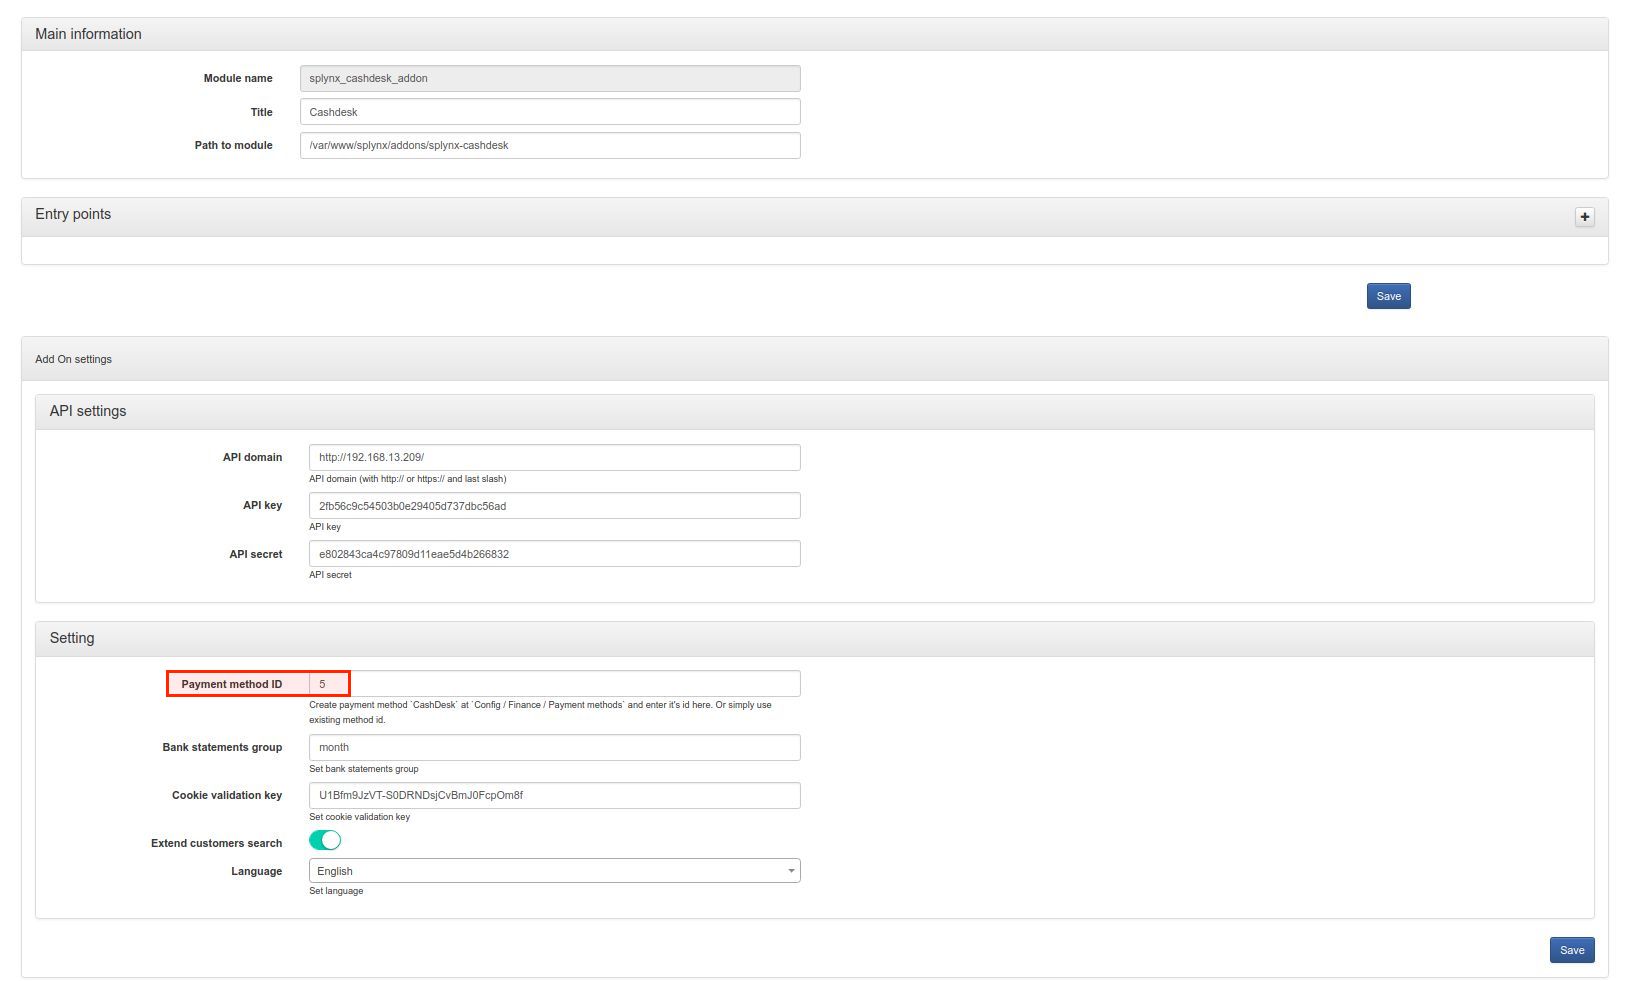 Main information
Module name splynx_cashdesk_addon
Title Cashdesk
Path to module /var/www/splynx/addons/splynx-cashdesk
Entry points
Save
Add On settings
API settings
API domain http://192.168.13.209/
API domain (with http:// or https:// and last slash)
API key 2fb56c9c54503b0e29405d737dbc56ad
API key
API secret e802843ca4c97809d11eae5d4b266832
API secret
Setting
Payment method ID 5
Create payment method `CashDesk` at `Config / Finance / Payment methods` and enter it's id here. Or simply use
existing method id.
Bank statements group month
Set bank statements group
Cookie validation key U1Bfm9JzVT-S0DRNDsjCvBmJ0FcpOm8f
Set cookie validation key
Extend customers search
Language English
Set language
Save